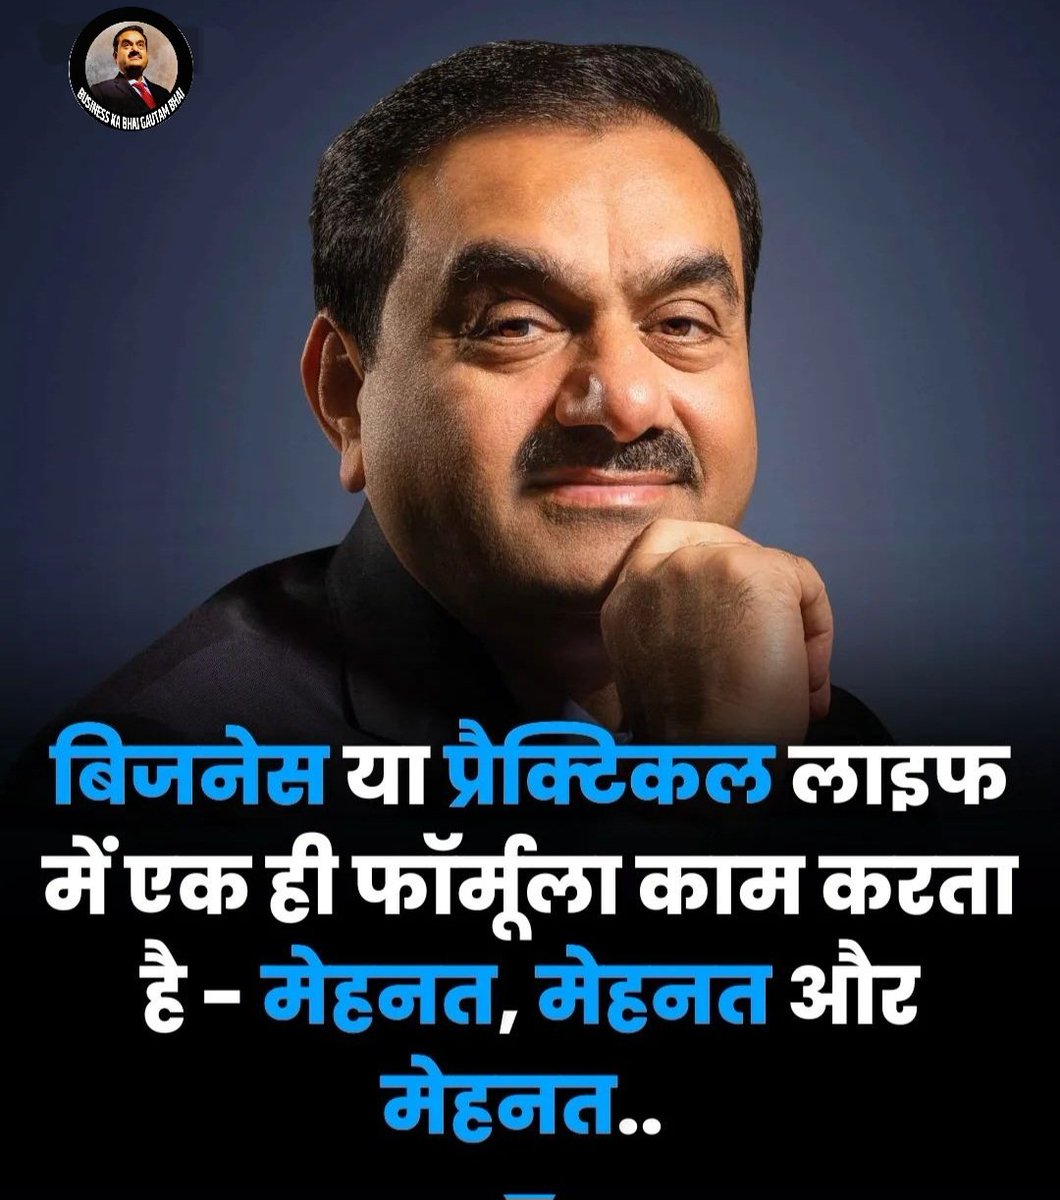 BUSINESS KA BHAI GAUTAM BHAI
बिजनेस या प्रैक्टिकल लाइफ
में एक ही फॉर्मूला काम करता
है - मेहनत, मेहनत और
मेहनत..